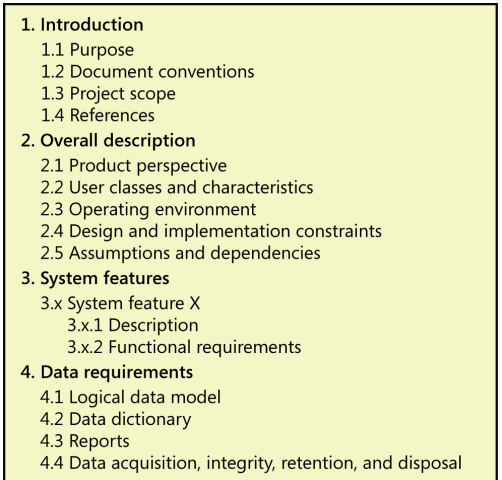 1. Introduction
1.1 Purpose
1.2 Document conventions
1.3 Project scope
1.4 References
2. Overall description
2.1 Product perspective
2.2 User classes and characteristics
2.3 Operating environment
2.4 Design and implementation constraints
2.5 Assumptions and dependencies
3. System features
3.x System feature X
3.x.1 Description
3.x.2 Functional requirements
4. Data requirements
4.1 Logical data model
4.2 Data dictionary
4.3 Reports
4.4 Data acquisition, integrity, retention, and disposal